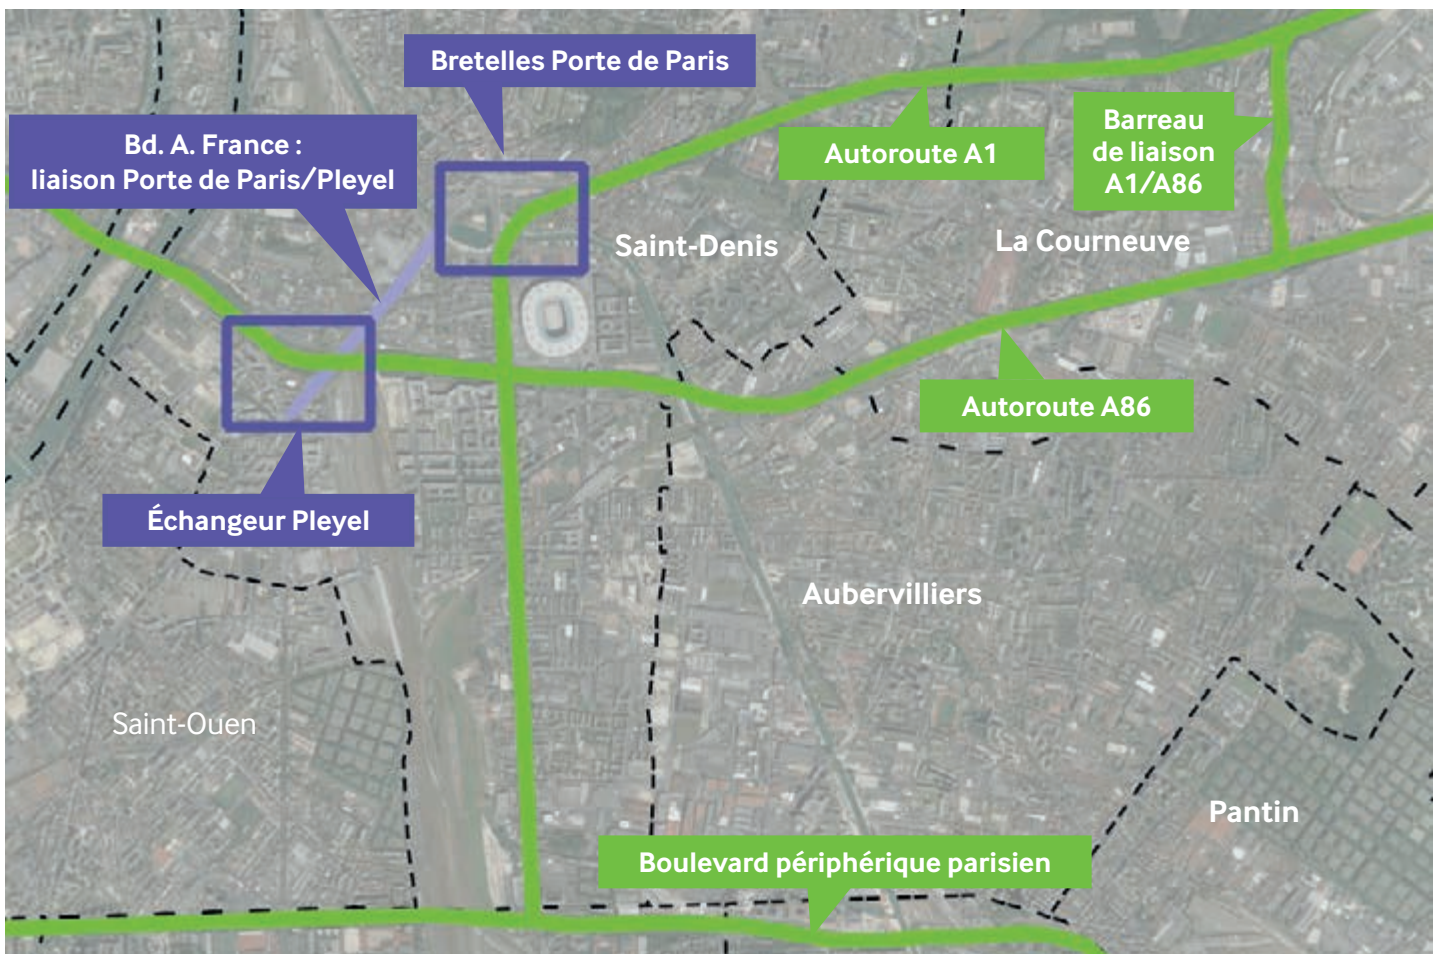 Bretelles Porte de Paris
Bd. A. France :
liaison Porte de Paris/Pleyel
Autoroute A1
Barreau
de liaison
A1/A86
Saint-Denis
La Courneuve
Autoroute A86
Échangeur Pleyel
Aubervilliers
Saint-Ouen
Pantin
Boulevard périphérique parisien